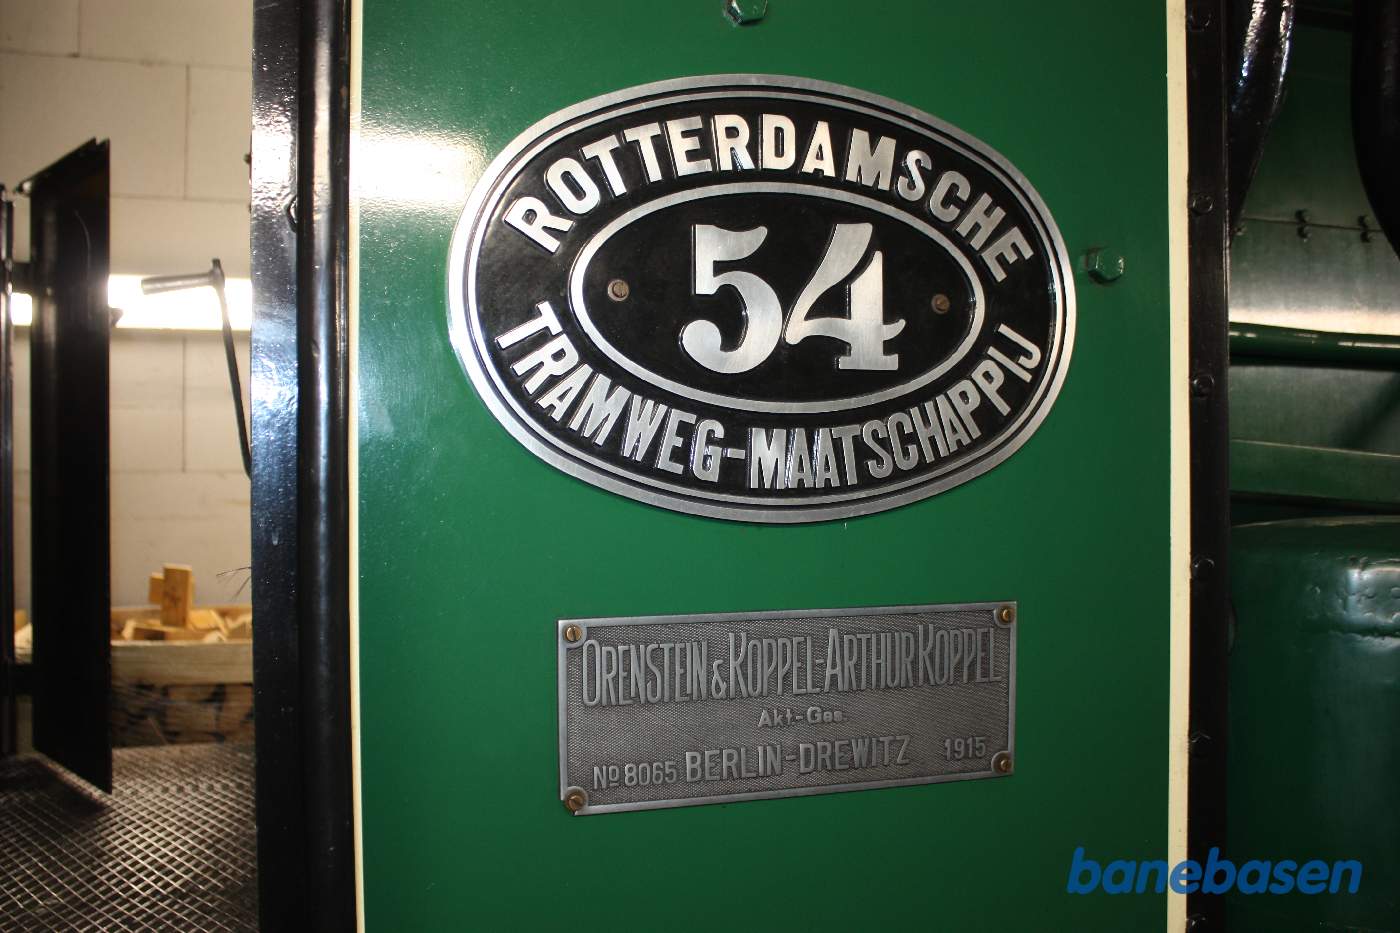 ROTTERDAMSCHE
54
TRAMWEG-MAATSCHAPPIJ
ORENSTEIN & KOPPEL-ARTHUR KOPPEL
Akt-Ges.
No 8065 BERLIN-DREWITZ 1915
banebasen